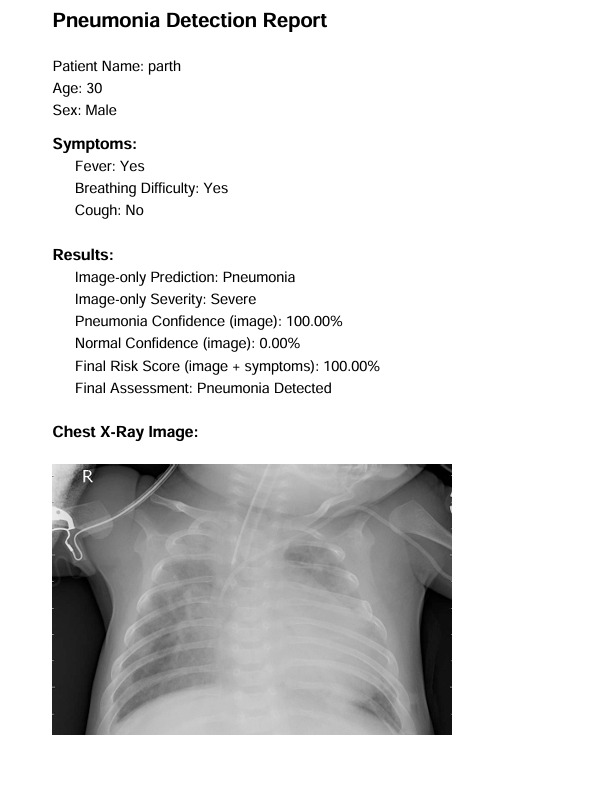 Pneumonia Detection Report
Patient Name: parth
Age: 30
Sex: Male
Symptoms:
Fever: Yes
Breathing Difficulty: Yes
Cough: No
Results:
Image-only Prediction: Pneumonia
Image-only Severity: Severe
Pneumonia Confidence (image): 100.00%
Normal Confidence (image): 0.00%
Final Risk Score (image + symptoms): 100.00%
Final Assessment: Pneumonia Detected
Chest X-Ray Image:
R